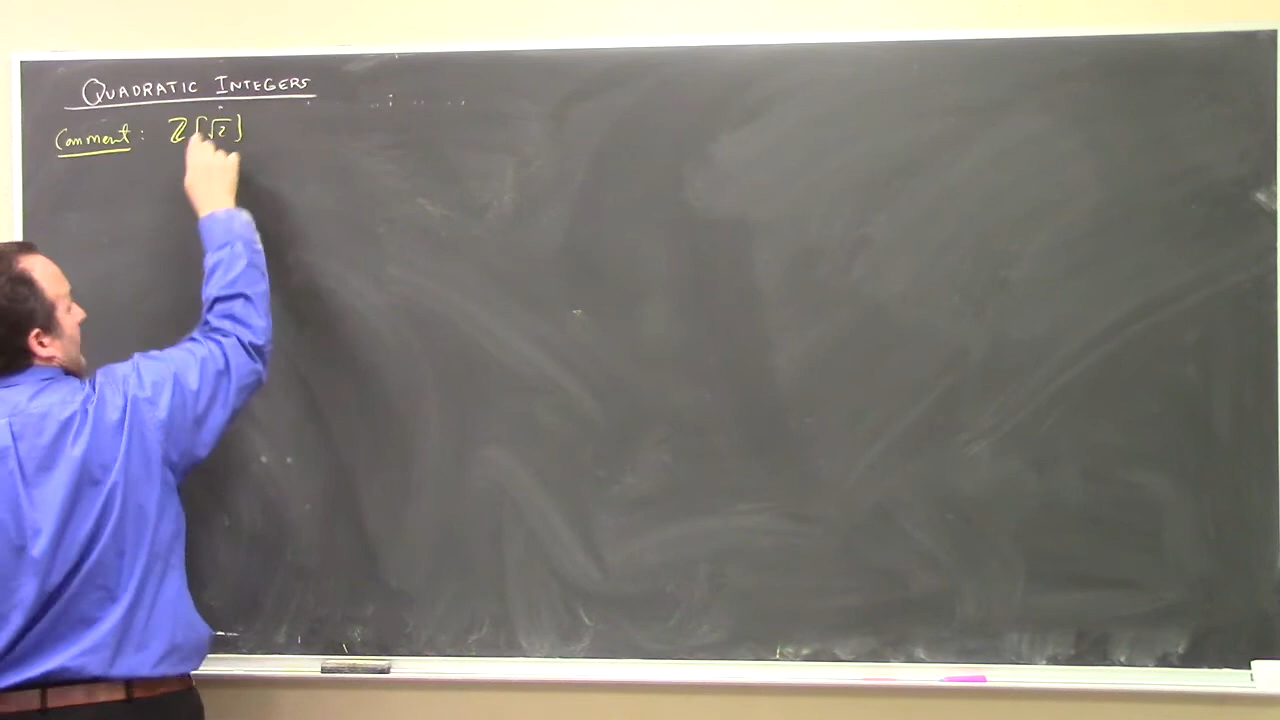 QUADRATIC INTEGERS
Comment : ℤ[√2]